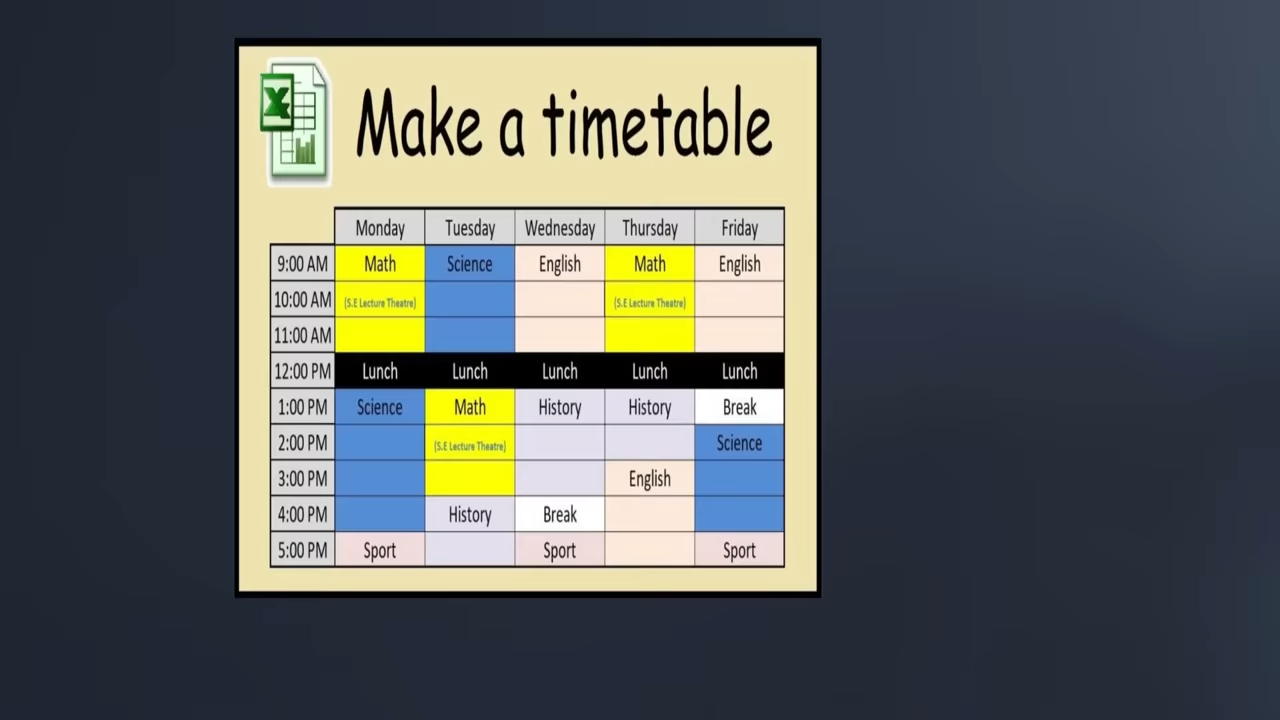 Make a timetable
Monday Tuesday Wednesday Thursday Friday
9:00 AM Math Science English Math English
10:00 AM (S.E Lecture Theatre) (S.E Lecture Theatre)
11:00 AM
12:00 PM Lunch Lunch Lunch Lunch Lunch
1:00 PM Science Math History History Break
2:00 PM (S.E Lecture Theatre) Science
3:00 PM English
4:00 PM History Break
5:00 PM Sport Sport Sport